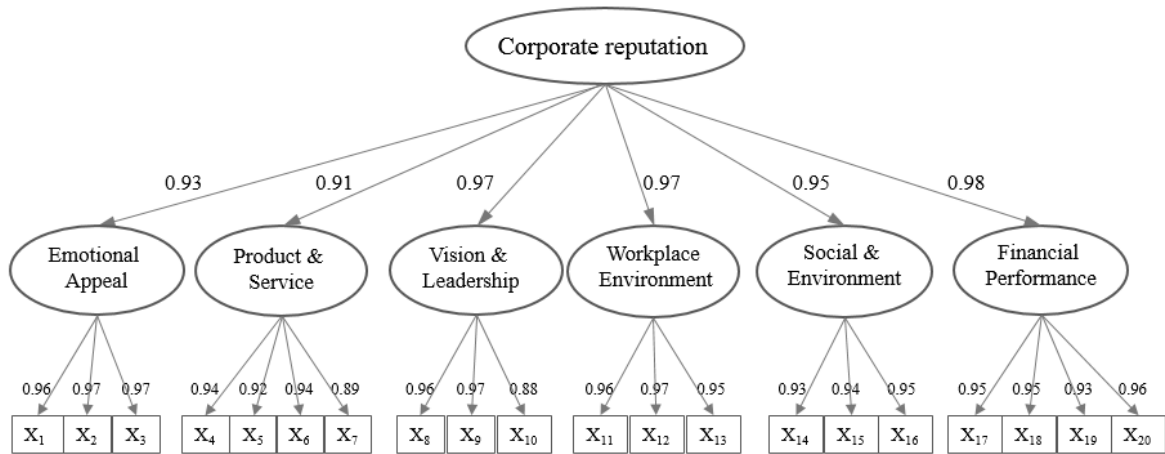 Corporate reputation
0.93 0.91 0.97 0.97 0.95 0.98
Emotional
Appeal
Product &
Service
Vision &
Leadership
Workplace
Environment
Social &
Environment
Financial
Performance
0.96 0.97 0.97 0.94 0.92 0.94 0.89 0.96 0.97 0.88 0.96 0.97 0.95 0.93 0.94 0.95 0.95 0.95 0.93 0.96
X₁ X₂ X₃ X₄ X₅ X₆ X₇ X₈ X₉ X₁₀ X₁₁ X₁₂ X₁₃ X₁₄ X₁₅ X₁₆ X₁₇ X₁₈ X₁₉ X₂₀